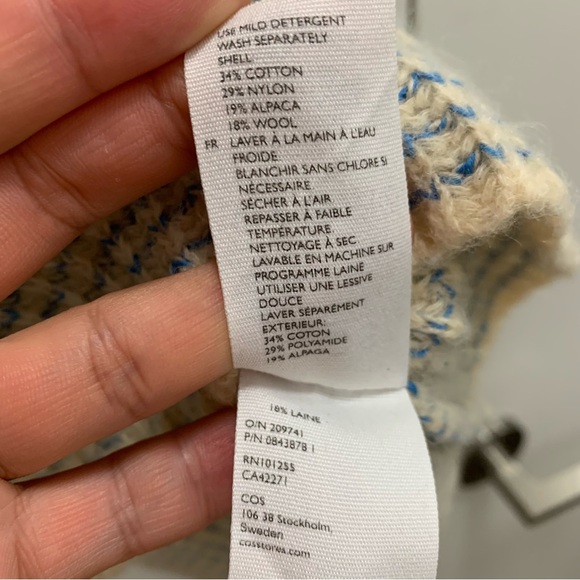 USE MILD DETERGENT
WASH SEPARATELY
SHELL
34% COTTON
29% NYLON
19% ALPACA
18% WOOL
FR LAVER À LA MAIN À L'EAU
FROIDE
BLANCHIR SANS CHLORE SI
NÉCESSAIRE
SÉCHER À L'AIR
REPASSER À FAIBLE
TEMPÉRATURE
NETTOYAGE À SEC
LAVABLE EN MACHINE SUR
PROGRAMME LAINE
UTILISER UNE LESSIVE
DOUCE
LAVER SÉPARÉMENT
EXTERIEUR:
34% COTON
29% POLYAMIDE
19% ALPAGA
18% LAINE
O/N 209741
P/N 0843878 1
RN101255
CA42271
COS
106 38 Stockholm,
Sweden
cosstores.com